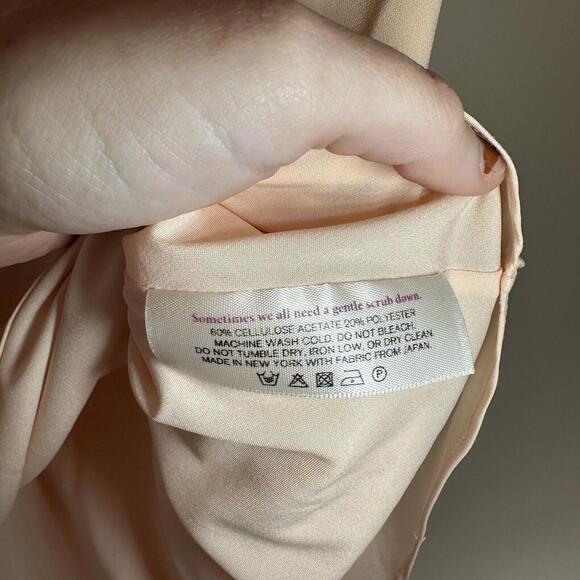 Sometimes we all need a gentle scrub down.
80% CELLULOSE ACETATE 20% POLYESTER
MACHINE WASH COLD. DO NOT BLEACH.
DO NOT TUMBLE DRY, IRON LOW, OR DRY CLEAN.
MADE IN NEW YORK WITH FABRIC FROM JAPAN.
P